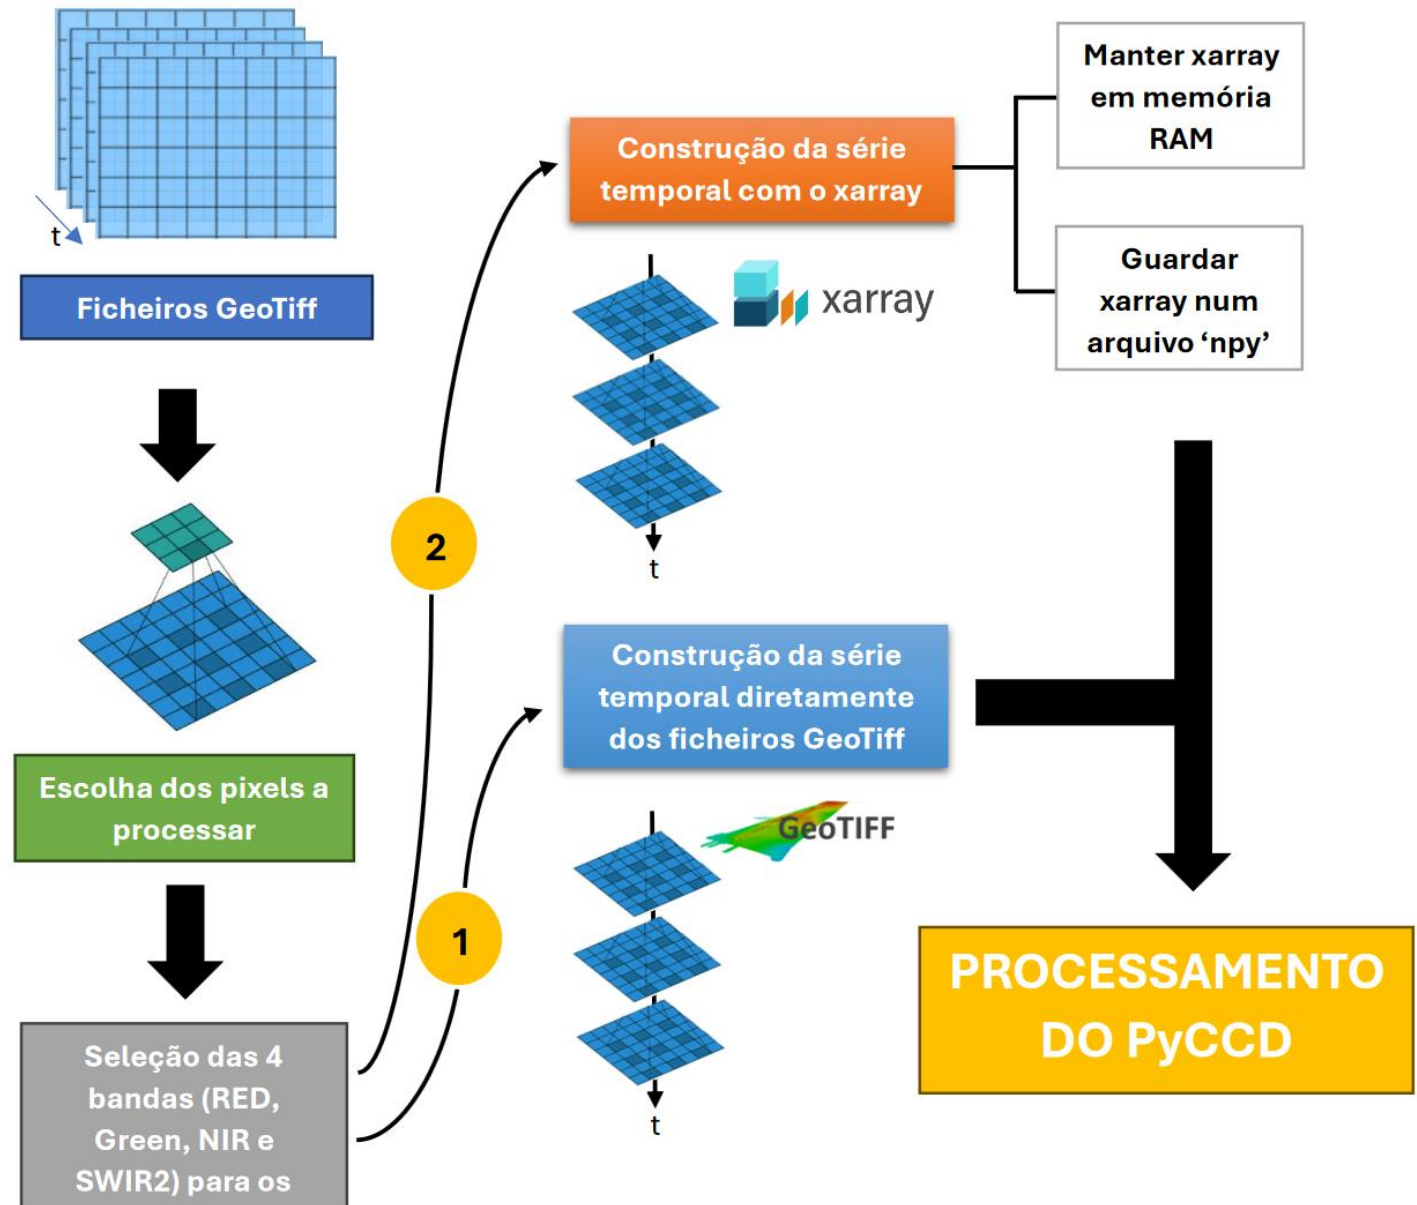 t
Ficheiros GeoTiff
Escolha dos pixels a
processar
Seleção das 4
bandas (RED,
Green, NIR e
SWIR2) para os
2
1
Construção da série
temporal com o xarray
xarray
t
Manter xarray
em memória
RAM
Guardar
xarray num
arquivo ‘npy’
Construção da série
temporal diretamente
dos ficheiros GeoTiff
GeoTIFF
t
PROCESSAMENTO
DO PyCCD